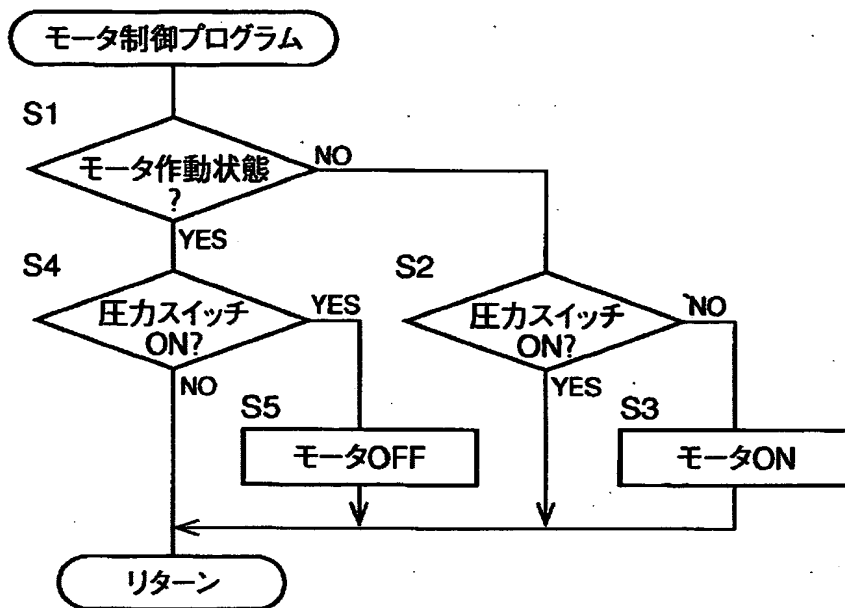 モータ制御プログラム
S1
モータ作動状態
?
NO
YES
S4
圧力スイッチ
ON?
YES
NO
S2
圧力スイッチ
ON?
NO
YES
S5
モータOFF
S3
モータON
リターン